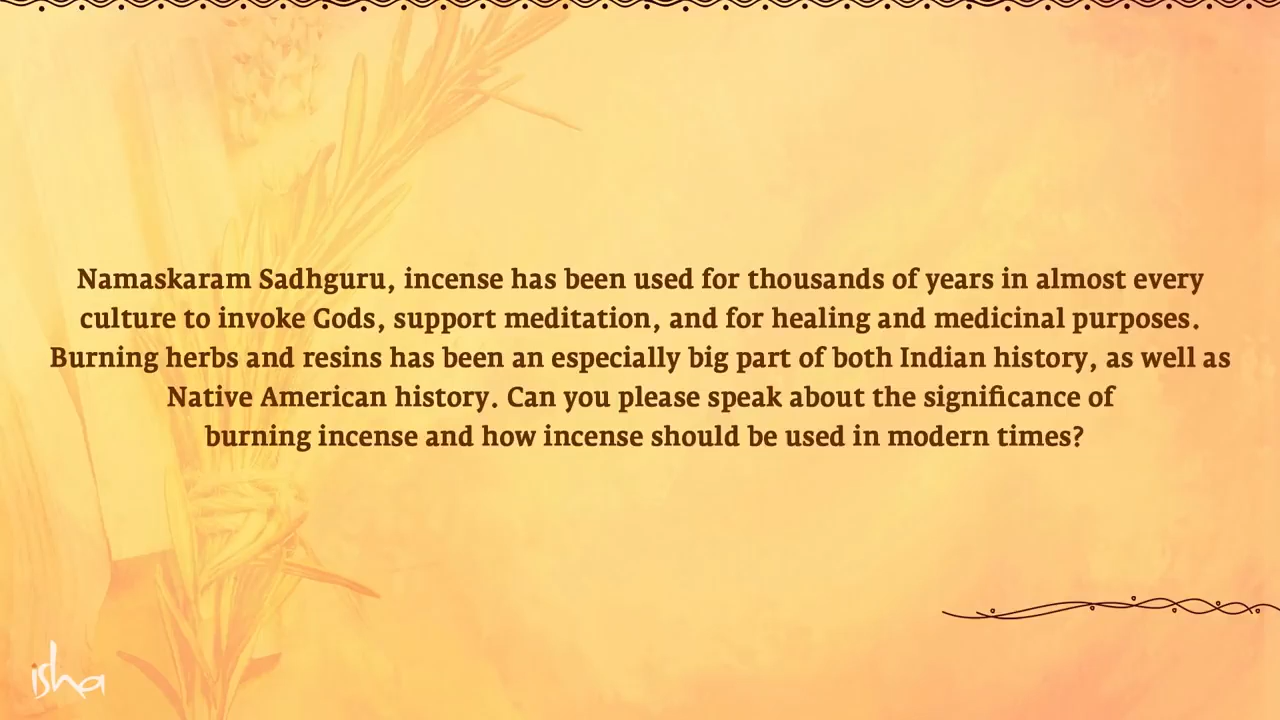 Namaskaram Sadhguru, incense has been used for thousands of years in almost every
culture to invoke Gods, support meditation, and for healing and medicinal purposes.
Burning herbs and resins has been an especially big part of both Indian history, as well as
Native American history. Can you please speak about the significance of
burning incense and how incense should be used in modern times?
isha